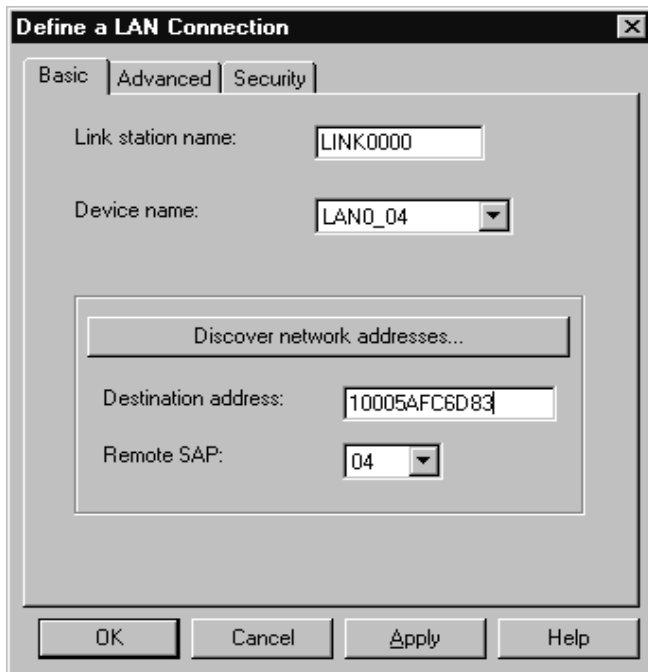 Define a LAN Connection
Basic Advanced Security
Link station name: LINK0000
Device name: LAN0_04
Discover network addresses...
Destination address: 10005AFC6D83
Remote SAP: 04
OK Cancel Apply Help